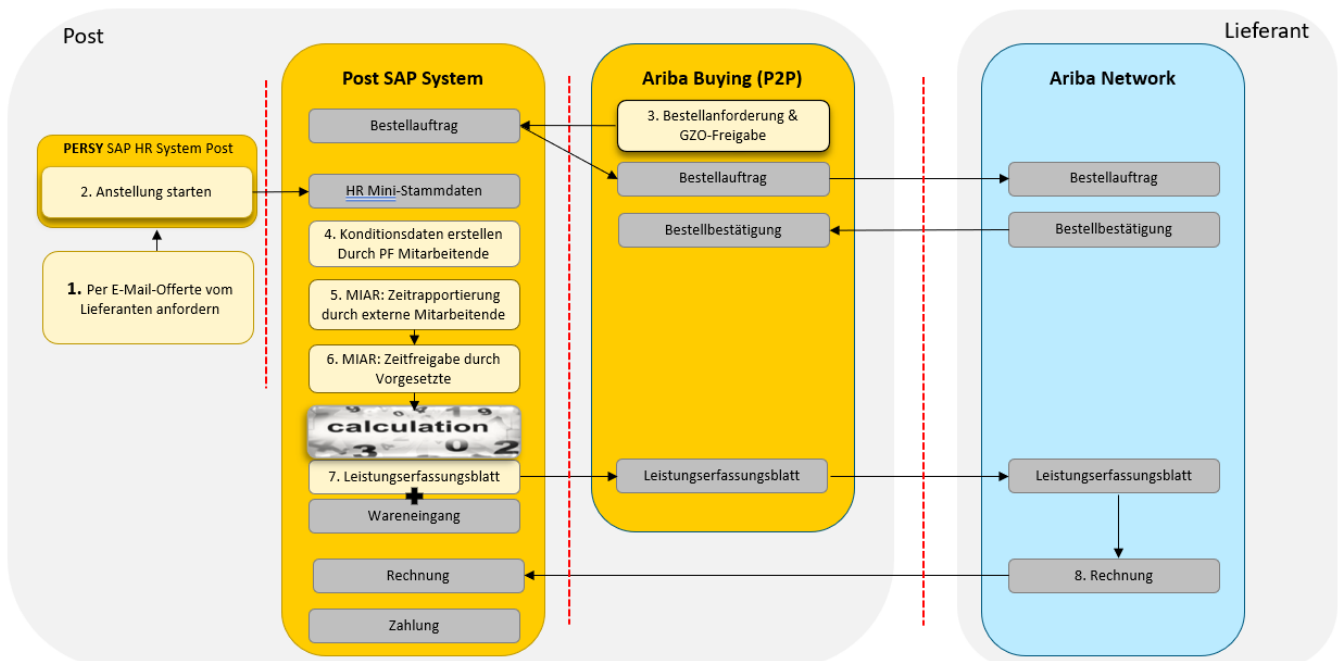 Post
Lieferant
Post SAP System
Ariba Buying (P2P)
Ariba Network
Bestellauftrag
3. Bestellanforderung &
GZO-Freigabe
PERSY SAP HR System Post
2. Anstellung starten
HR Mini-Stammdaten
Bestellauftrag
Bestellauftrag
Bestellbestätigung
Bestellbestätigung
4. Konditionsdaten erstellen
Durch PF Mitarbeitende
1. Per E-Mail-Offerte vom
Lieferanten anfordern
5. MIAR: Zeitrapportierung
durch externe Mitarbeitende
6. MIAR: Zeitfreigabe durch
Vorgesetzte
calculation
3 0 2
7. Leistungserfassungsblatt
Leistungserfassungsblatt
Leistungserfassungsblatt
Wareneingang
Rechnung
8. Rechnung
Zahlung